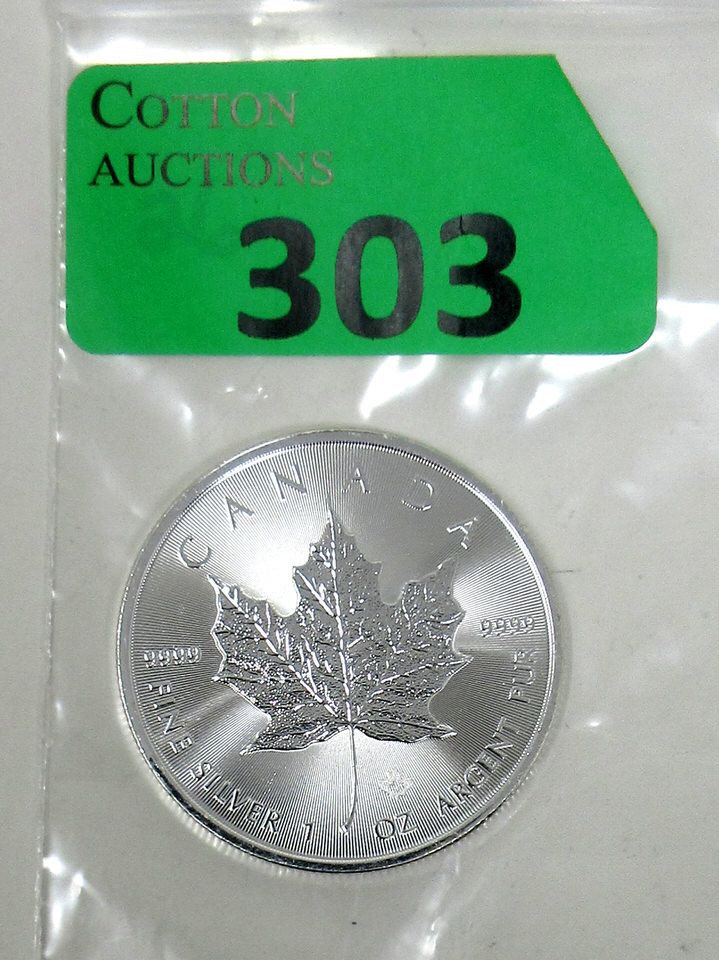 COTTON
AUCTIONS
303
CANADA
9999 9999
FINE SILVER 1 OZ ARGENT PUR